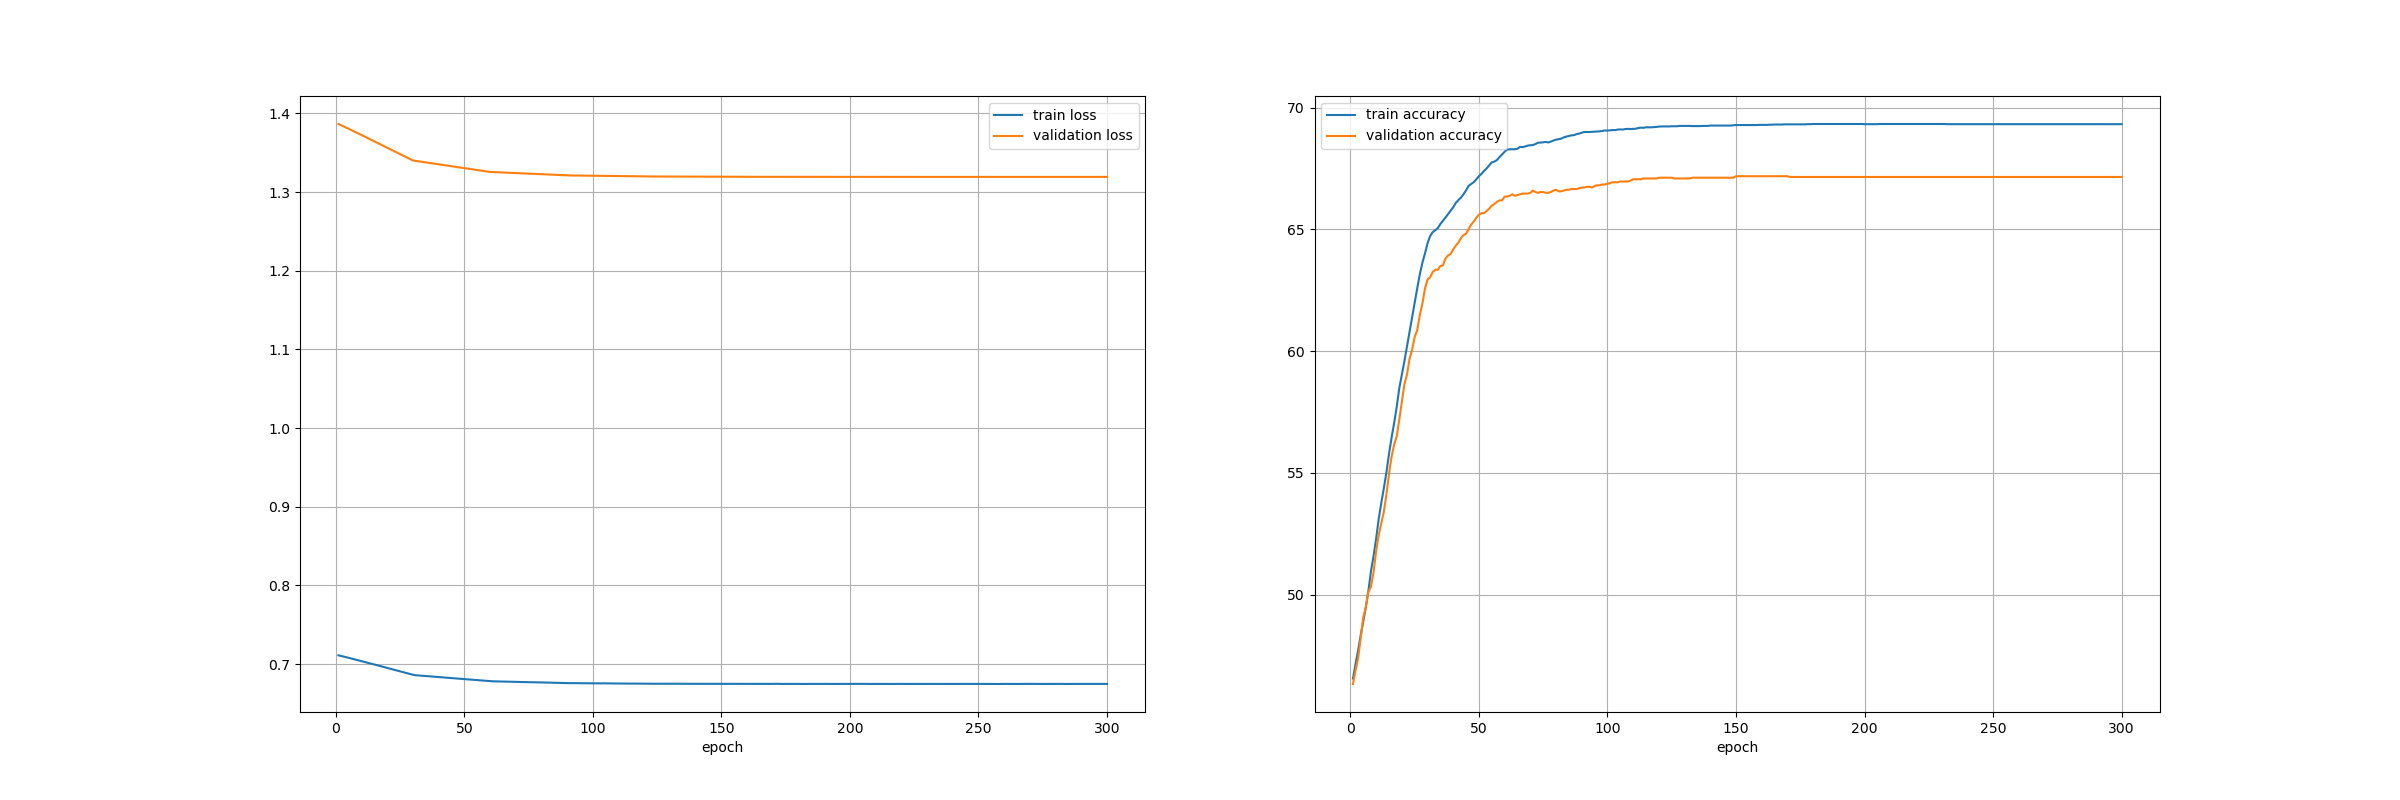 1.4
1.3
1.2
1.1
1.0
0.9
0.8
0.7
0 50 100 150 200 250 300
epoch
train loss
validation loss
70
65
60
55
50
0 50 100 150 200 250 300
epoch
train accuracy
validation accuracy